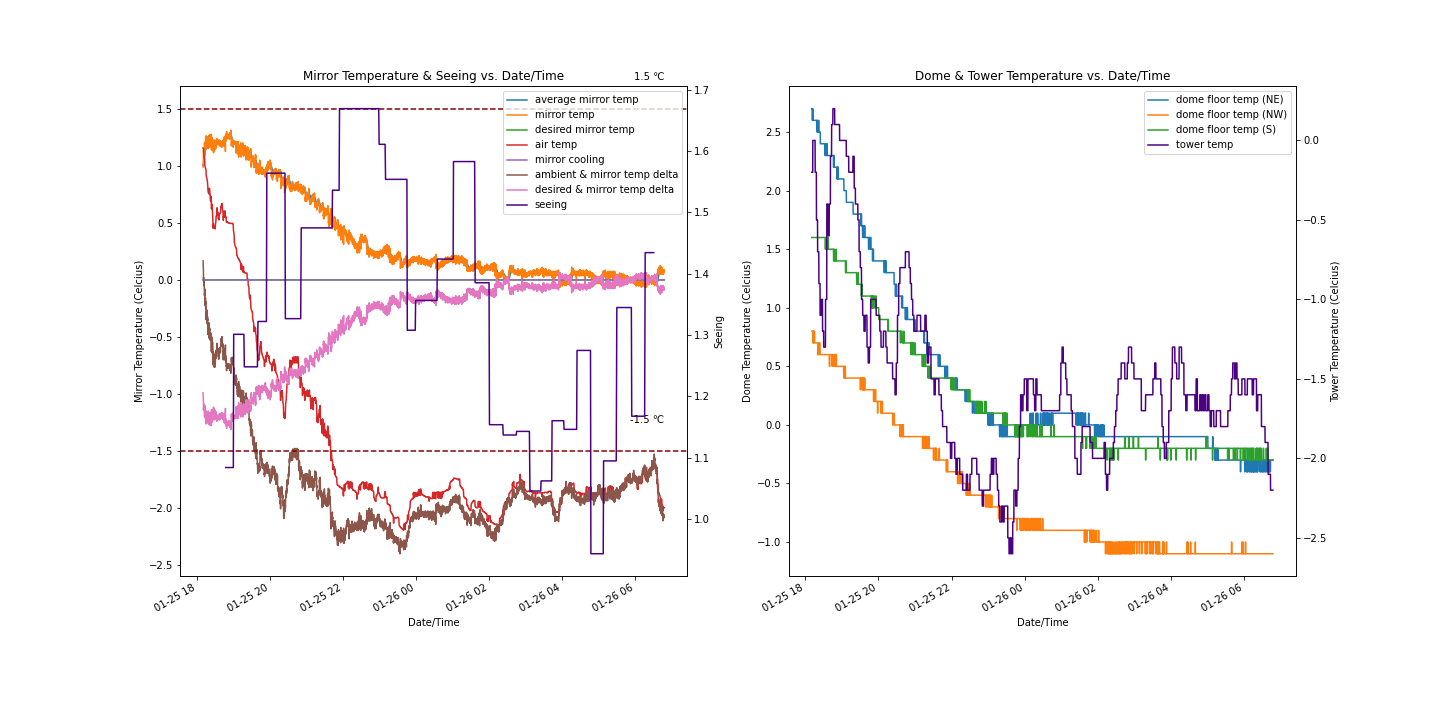 Mirror Temperature & Seeing vs. Date/Time
1.5 ℃
average mirror temp
mirror temp
desired mirror temp
air temp
mirror cooling
ambient & mirror temp delta
desired & mirror temp delta
seeing
-1.5 ℃
Mirror Temperature (Celcius)
1.5
1.0
0.5
0.0
−0.5
−1.0
−1.5
−2.0
−2.5
1.7
1.6
1.5
1.4
1.3
1.2
1.1
1.0
Seeing
01-25 18
01-25 20
01-25 22
01-26 00
01-26 02
01-26 04
01-26 06
Date/Time
Dome & Tower Temperature vs. Date/Time
dome floor temp (NE)
dome floor temp (NW)
dome floor temp (S)
tower temp
Dome Temperature (Celcius)
2.5
2.0
1.5
1.0
0.5
0.0
−0.5
−1.0
0.0
−0.5
−1.0
−1.5
−2.0
−2.5
Tower Temperature (Celcius)
01-25 18
01-25 20
01-25 22
01-26 00
01-26 02
01-26 04
01-26 06
Date/Time